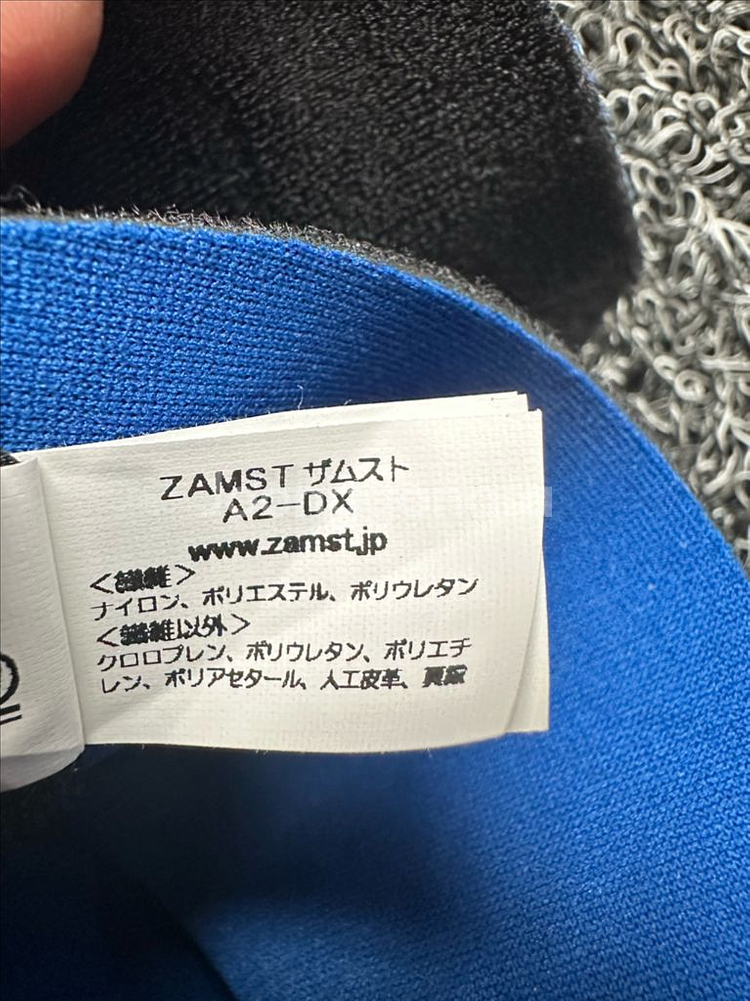 ZAMST ザムスト
A2-DX
www.zamst.jp
<繊維>
ナイロン、ポリエステル、ポリウレタン
<繊維以外>
クロロプレン、ポリウレタン、ポリエチ
レン、ポリアセタール、人工皮革、真鍮